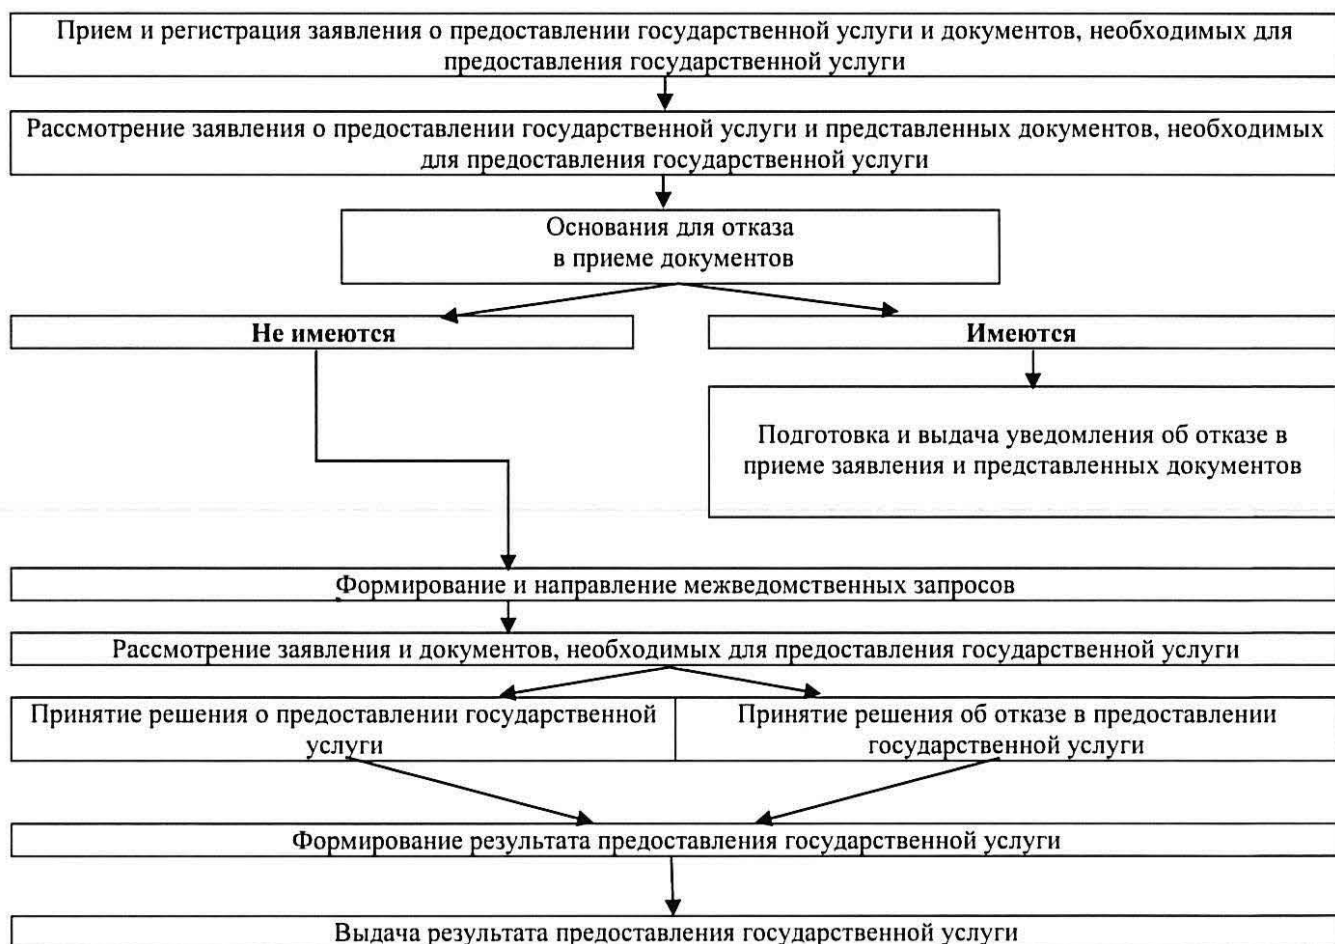 Прием и регистрация заявления о предоставлении государственной услуги и документов, необходимых для
предоставления государственной услуги
Рассмотрение заявления о предоставлении государственной услуги и представленных документов, необходимых
для предоставления государственной услуги
Основания для отказа
в приеме документов
Не имеются
Имеются
Подготовка и выдача уведомления об отказе в
приеме заявления и представленных документов
Формирование и направление межведомственных запросов
Рассмотрение заявления и документов, необходимых для предоставления государственной услуги
Принятие решения о предоставлении государственной
услуги
Принятие решения об отказе в предоставлении
государственной услуги
Формирование результата предоставления государственной услуги
Выдача результата предоставления государственной услуги